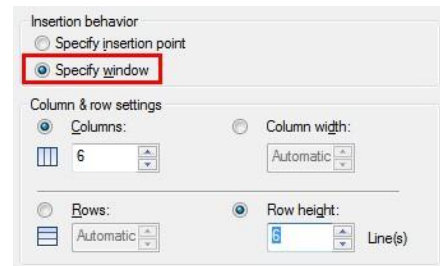 Insertion behavior
Specify insertion point
Specify window
Column & row settings
Columns: Column width:
6 Automatic
Rows: Row height:
Automatic 6 Line(s)